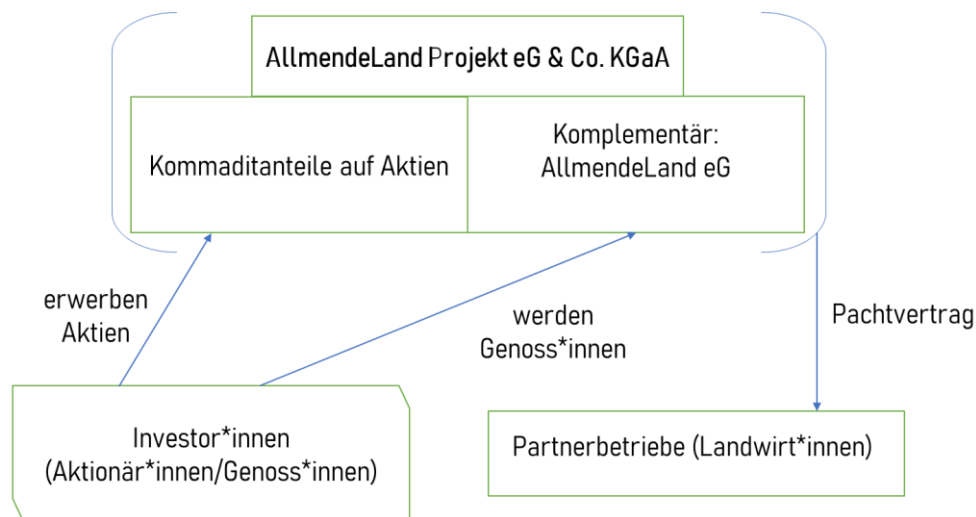 AllmendeLand Projekt eG & Co. KGaA
Kommaditanteile auf Aktien
Komplementär:
AllmendeLand eG
erwerben
Aktien
werden
Genoss*innen
Pachtvertrag
Investor*innen
(Aktionär*innen/Genoss*innen)
Partnerbetriebe (Landwirt*innen)